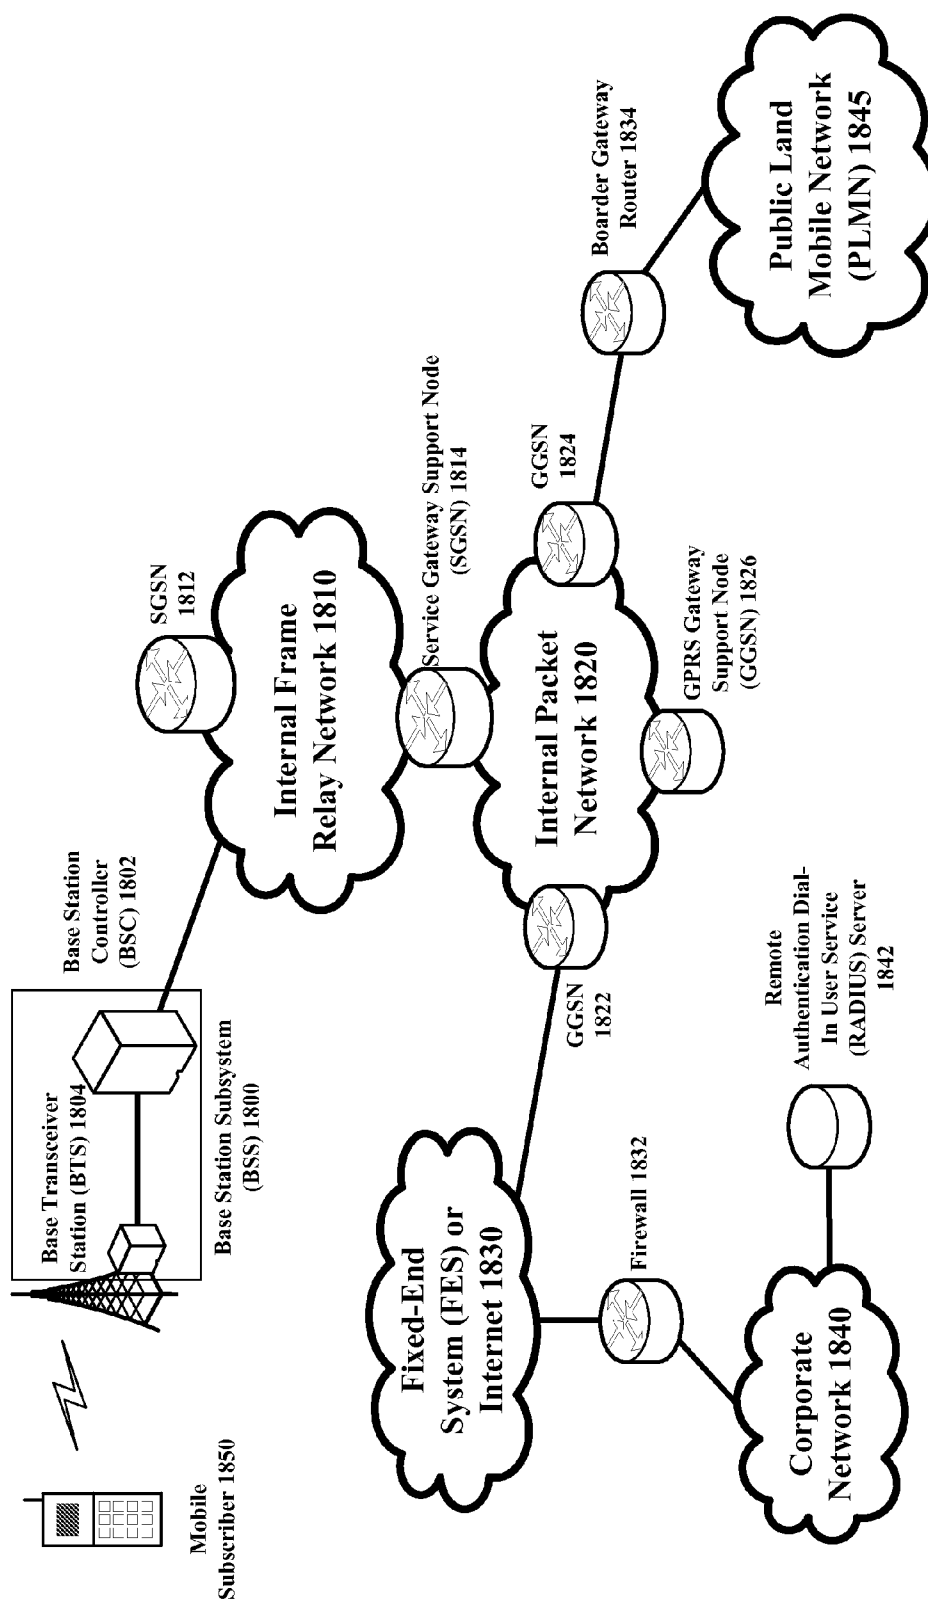 Mobile
Subscriber 1850
Base Transceiver
Station (BTS) 1804
Base Station Subsystem
(BSS) 1800
Base Station
Controller
(BSC) 1802
SGSN
1812
Internal Frame
Relay Network 1810
Service Gateway Support Node
(SGSN) 1814
Fixed-End
System (FES) or
Internet 1830
GGSN
1822
Internal Packet
Network 1820
GGSN
1824
GPRS Gateway
Support Node
(GGSN) 1826
Boarder Gateway
Router 1834
Public Land
Mobile Network
(PLMN) 1845
Firewall 1832
Corporate
Network 1840
Remote
Authentication Dial-
In User Service
(RADIUS) Server
1842